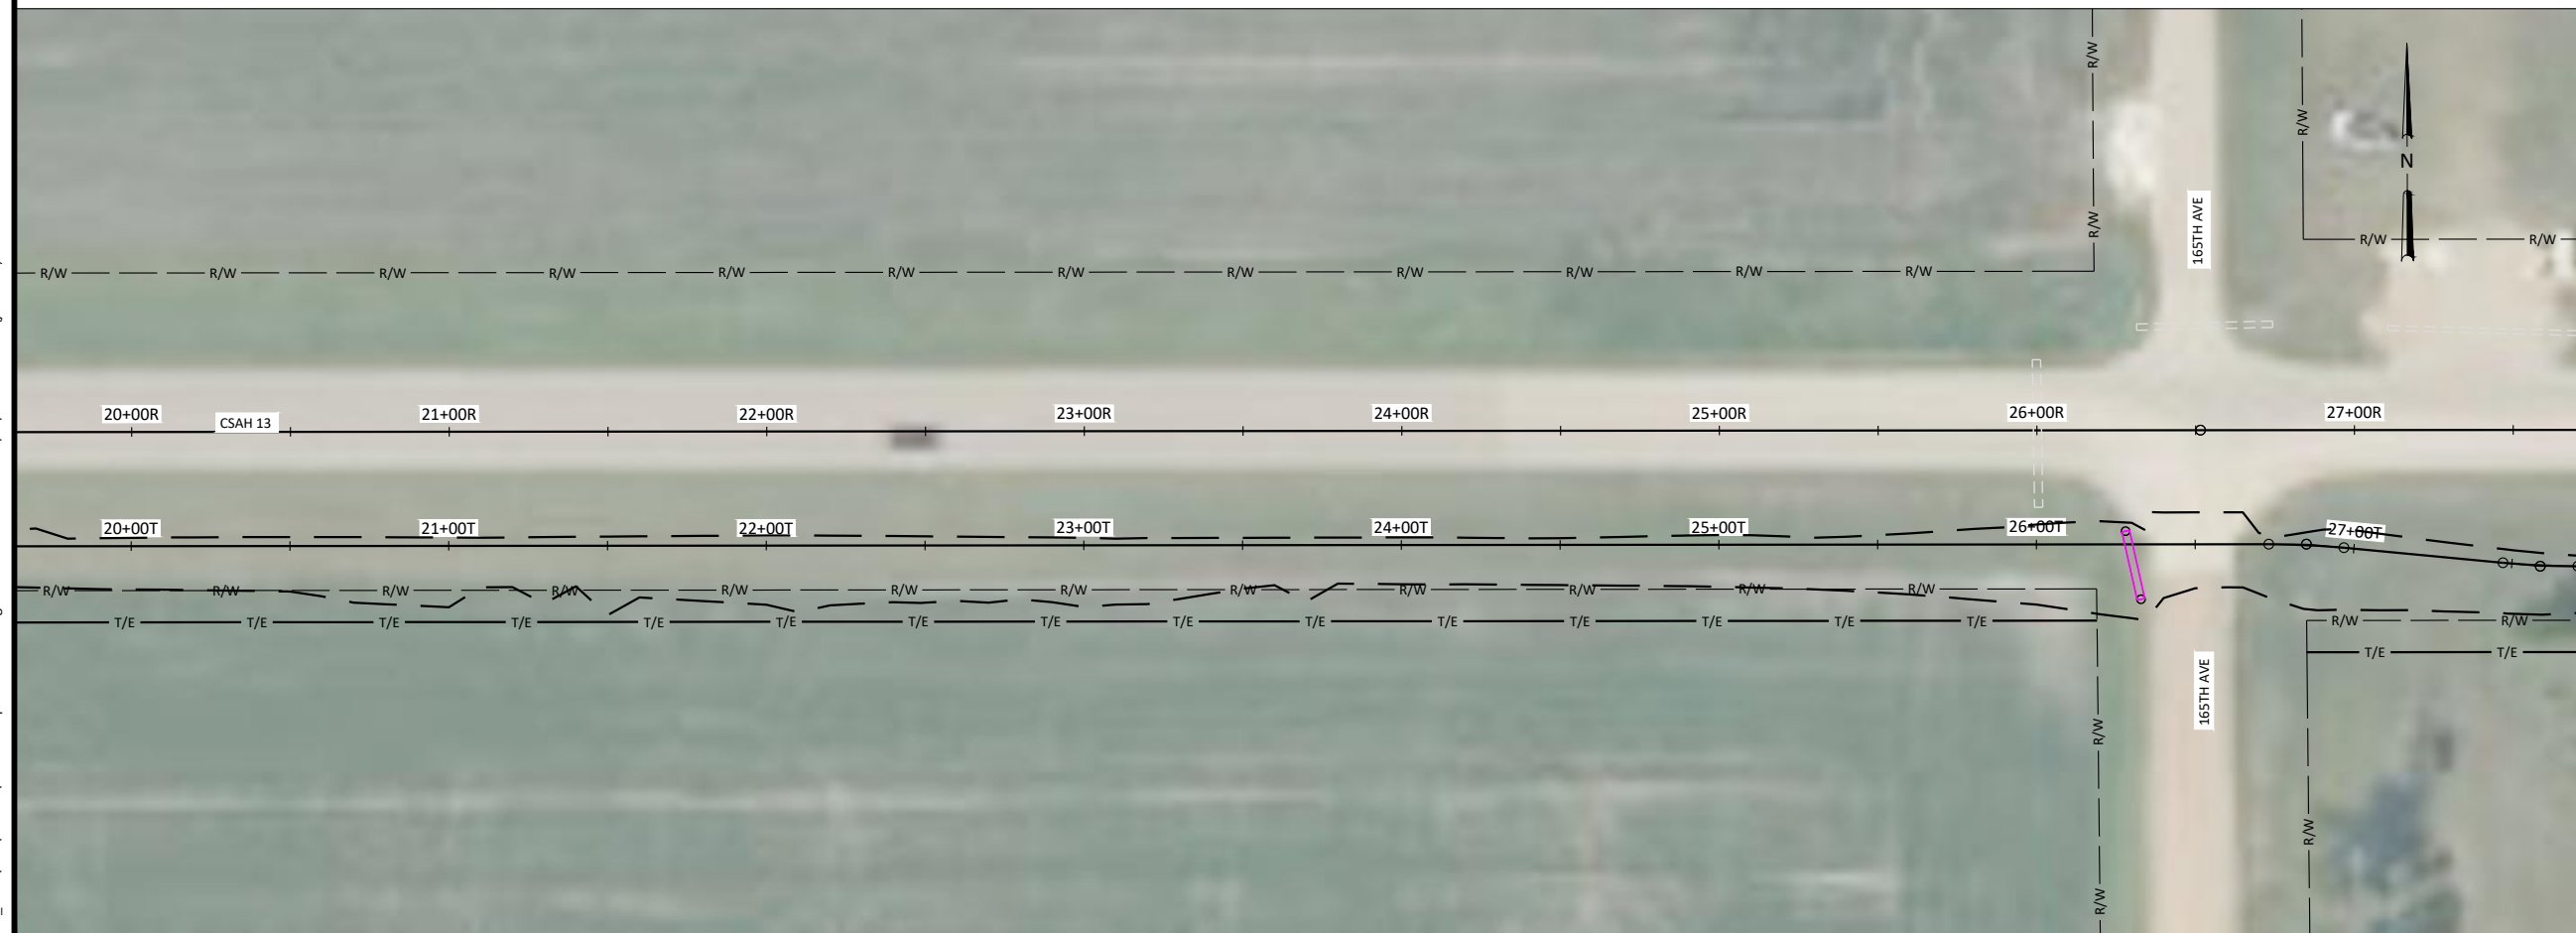 R/W
R/W
N
R/W
R/W
165TH AVE
R/W R/W
R/W R/W R/W R/W R/W R/W R/W R/W R/W R/W R/W R/W
20+00R 21+00R 22+00R 23+00R 24+00R 25+00R 26+00R 27+00R
CSAH 13
20+00T 21+00T 22+00T 23+00T 24+00T 25+00T 26+00T 27+00T
R/W R/W R/W R/W R/W R/W R/W R/W R/W R/W R/W R/W
R/W R/W
T/E T/E T/E T/E T/E T/E T/E T/E T/E T/E T/E T/E T/E T/E T/E
T/E T/E
165TH AVE
R/W
R/W
R/W